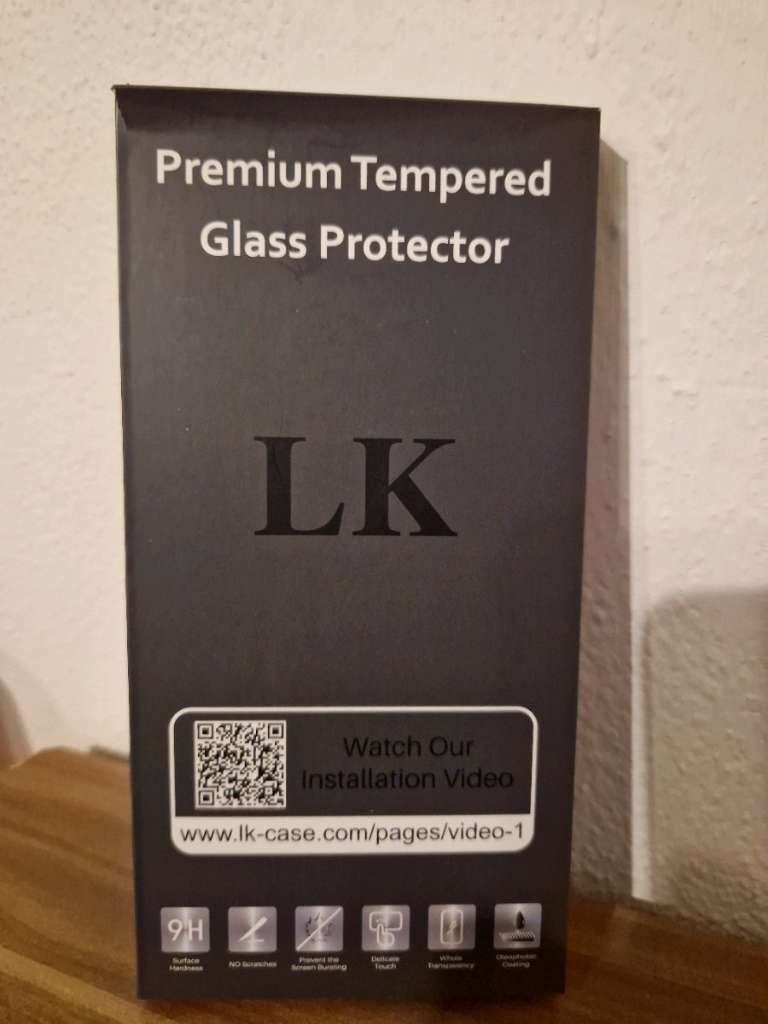 Premium Tempered
Glass Protector
LK
Watch Our
Installation Video
www.lk-case.com/pages/video-1
9H
Surface
Hardness
NO Scratches
Prevent the
Screen Bursting
Delicate
Touch
Whole
Transparency
Oleophobic
Coating